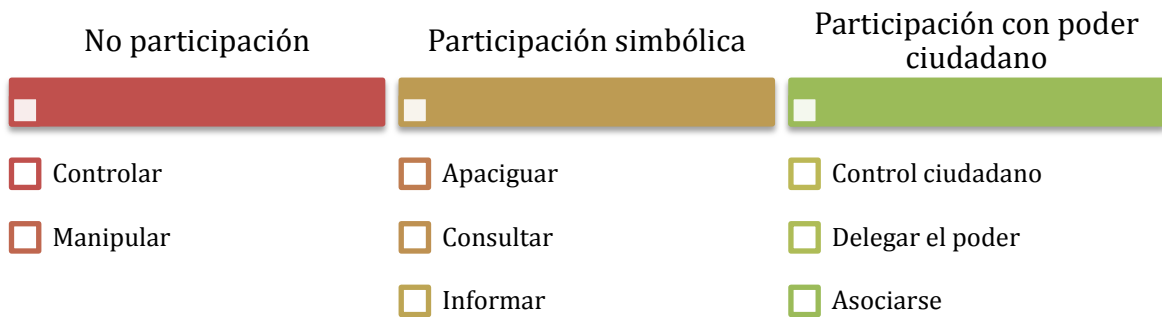 No participación
Controlar
Manipular
Participación simbólica
Apaciguar
Consultar
Informar
Participación con poder
ciudadano
Control ciudadano
Delegar el poder
Asociarse